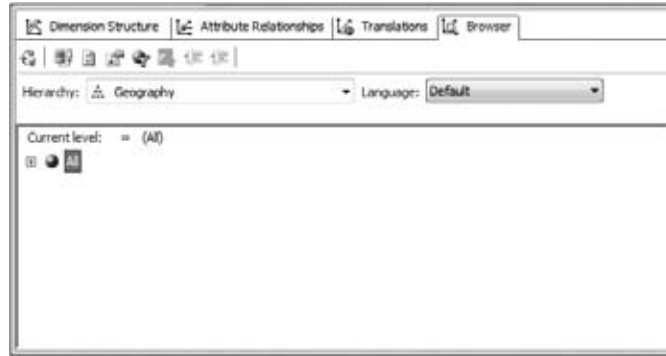 Dimension Structure Attribute Relationships Translations Browser
Hierarchy: Geography Language: Default
Current level: = (All)
All